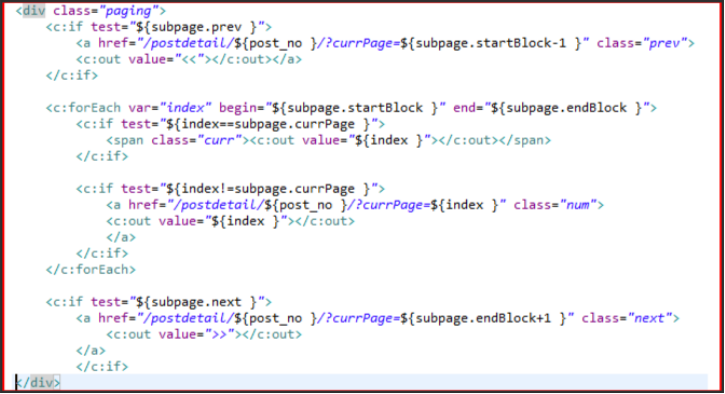 <div class="paging">
    <c:if test="${subpage.prev }">
        <a href="/postdetail/${post_no }/?currPage=${subpage.startBlock-1 }" class="prev">
        <c:out value="<<"></c:out></a>
    </c:if>

    <c:forEach var="index" begin="${subpage.startBlock }" end="${subpage.endBlock }">
        <c:if test="${index==subpage.currPage }">
            <span class="curr"><c:out value="${index }"></c:out></span>
        </c:if>

        <c:if test="${index!=subpage.currPage }">
            <a href="/postdetail/${post_no }/?currPage=${index }" class="num">
            <c:out value="${index }"></c:out>
            </a>
        </c:if>
    </c:forEach>

    <c:if test="${subpage.next }">
        <a href="/postdetail/${post_no }/?currPage=${subpage.endBlock+1 }" class="next">
            <c:out value=">>"></c:out>
        </a>
        </c:if>
</div>